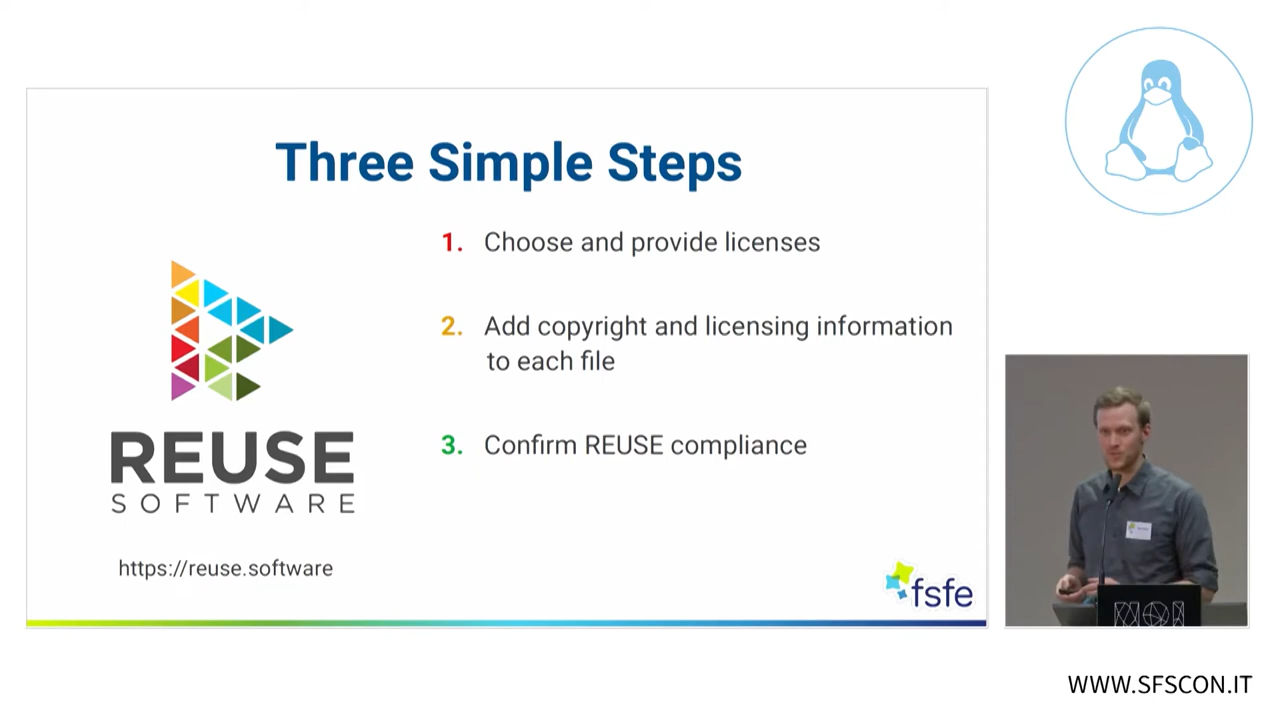 Three Simple Steps
1. Choose and provide licenses
2. Add copyright and licensing information
to each file
3. Confirm REUSE compliance
REUSE
SOFTWARE
https://reuse.software
fsfe
NOI
WWW.SFSCON.IT